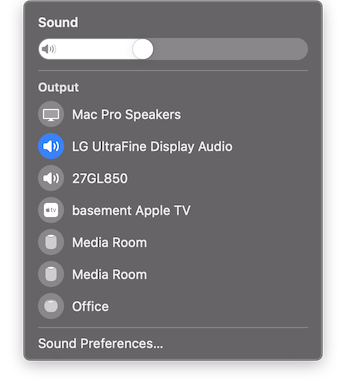 Sound
Output
Mac Pro Speakers
LG UltraFine Display Audio
27GL850
tv
basement Apple TV
Media Room
Media Room
Office
Sound Preferences...